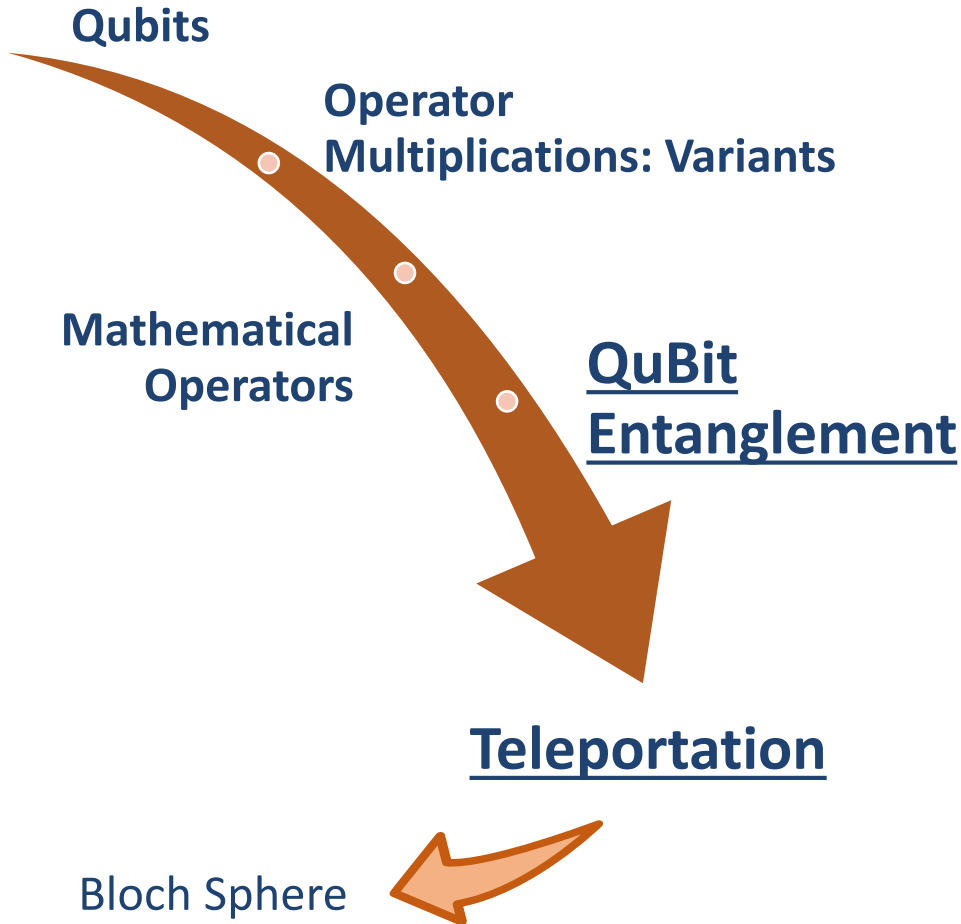 Qubits
Operator
Multiplications: Variants
Mathematical
Operators
QuBit
Entanglement
Teleportation
Bloch Sphere